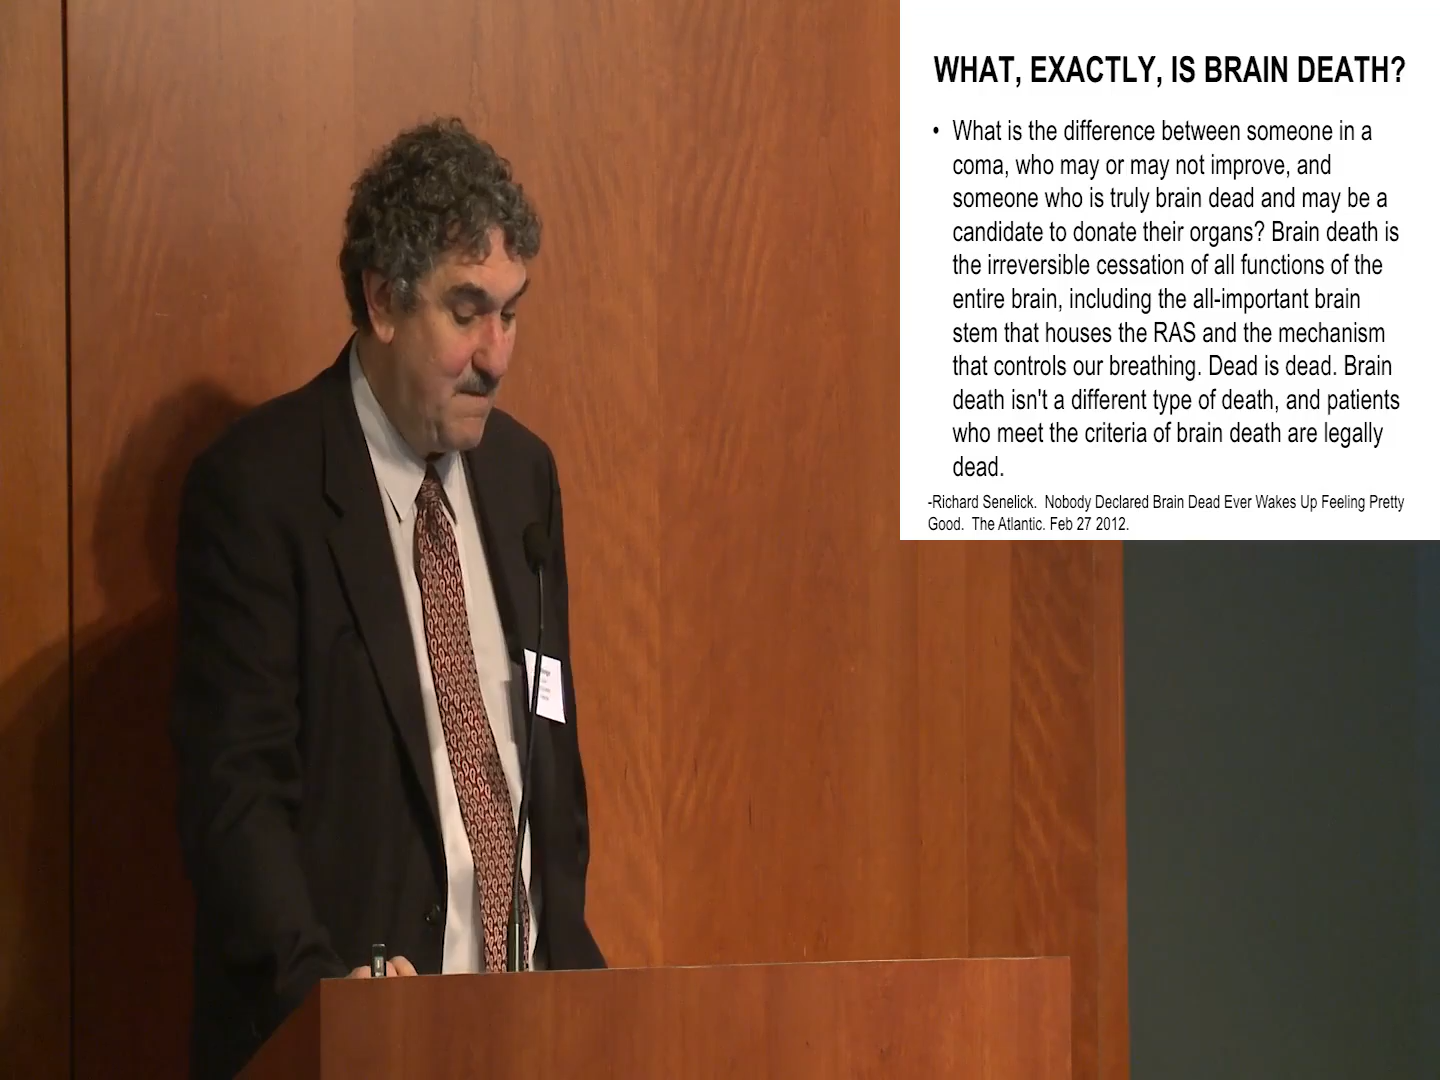 WHAT, EXACTLY, IS BRAIN DEATH?
• What is the difference between someone in a
coma, who may or may not improve, and
someone who is truly brain dead and may be a
candidate to donate their organs? Brain death is
the irreversible cessation of all functions of the
entire brain, including the all-important brain
stem that houses the RAS and the mechanism
that controls our breathing. Dead is dead. Brain
death isn't a different type of death, and patients
who meet the criteria of brain death are legally
dead.
-Richard Senelick.  Nobody Declared Brain Dead Ever Wakes Up Feeling Pretty
Good.  The Atlantic. Feb 27 2012.